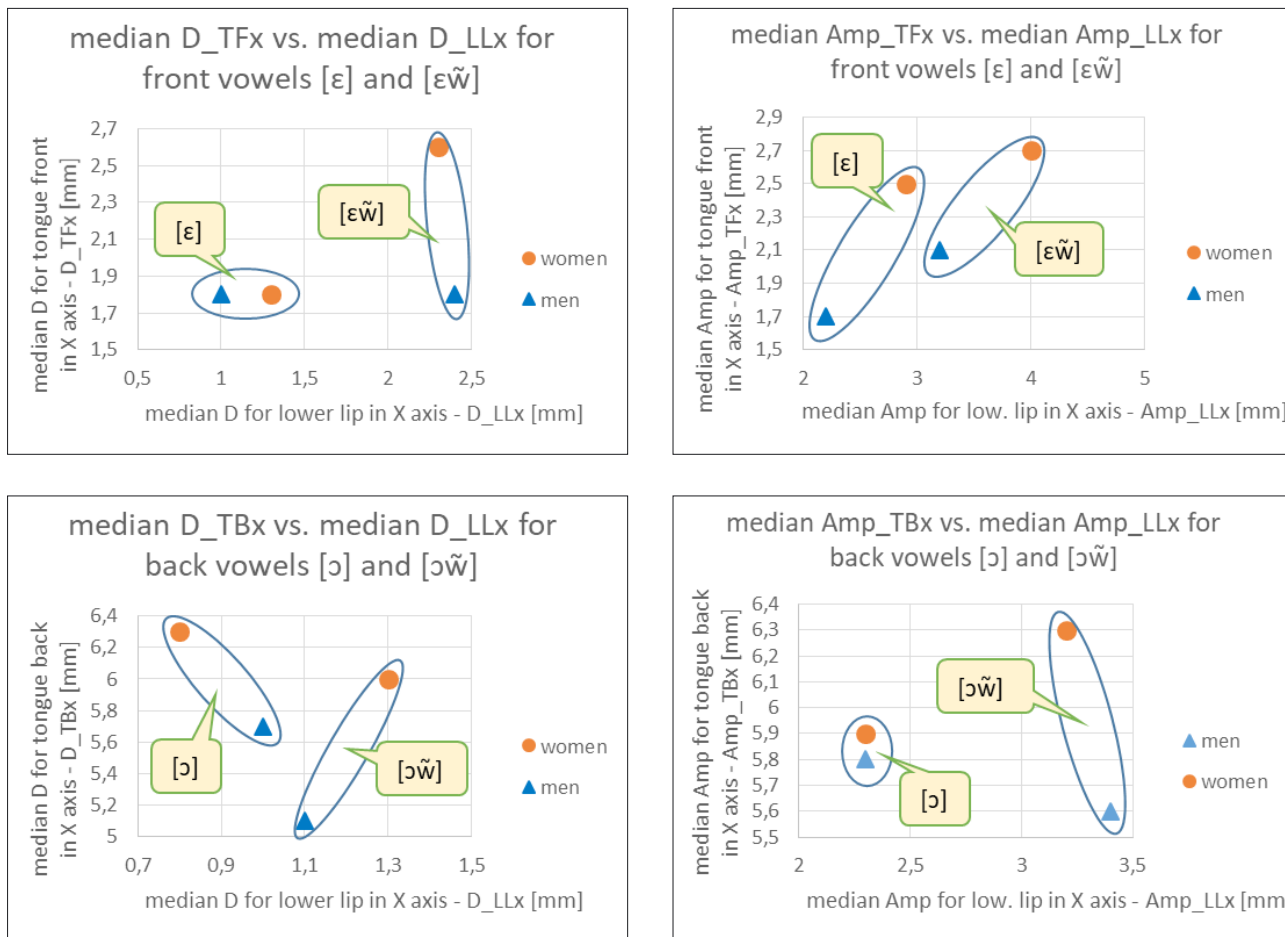 median D_TFx vs. median D_LLx for
front vowels [ɛ] and [ɛw̃]
median D for tongue front
in X axis - D_TFx [mm]
2,7
2,5
2,3
2,1
1,9
1,7
1,5
0,5
1
1,5
2
2,5
[ɛ]
[ɛw̃]
women
men
median D for lower lip in X axis - D_LLx [mm]
median Amp_TFx vs. median Amp_LLx for
front vowels [ɛ] and [ɛw̃]
median Amp for tongue front
in X axis - Amp_TFx [mm]
2,9
2,7
2,5
2,3
2,1
1,9
1,7
1,5
2
3
4
5
[ɛ]
[ɛw̃]
women
men
median Amp for low. lip in X axis - Amp_LLx [mm]
median D_TBx vs. median D_LLx for
back vowels [ɔ] and [ɔw̃]
median D for tongue back
in X axis - D_TBx [mm]
6,4
6,2
6
5,8
5,6
5,4
5,2
5
0,7
0,9
1,1
1,3
1,5
[ɔ]
[ɔw̃]
women
men
median D for lower lip in X axis - D_LLx [mm]
median Amp_TBx vs. median Amp_LLx for
back vowels [ɔ] and [ɔw̃]
median Amp for tongue back
in X axis - Amp_TBx [mm]
6,4
6,3
6,2
6,1
6
5,9
5,8
5,7
5,6
5,5
2
2,5
3
3,5
[ɔw̃]
[ɔ]
men
women
median Amp for low. lip in X axis - Amp_LLx [mm]